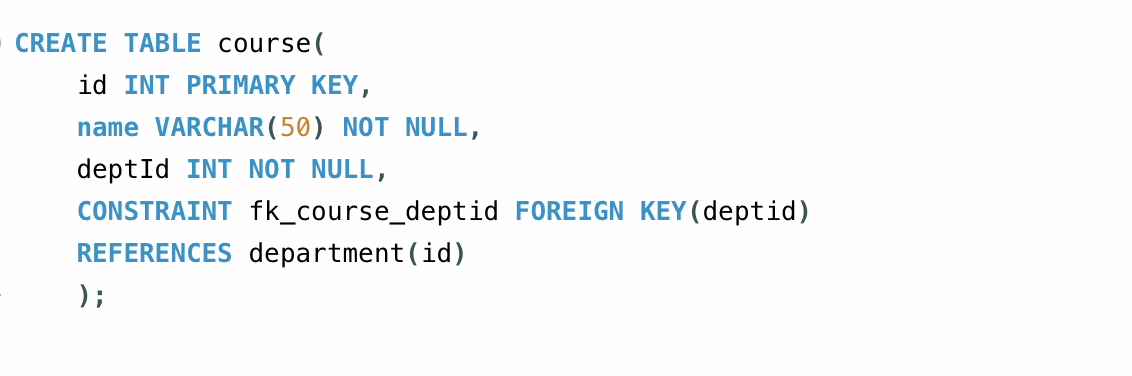 CREATE TABLE course(
id INT PRIMARY KEY,
name VARCHAR(50) NOT NULL,
deptId INT NOT NULL,
CONSTRAINT fk_course_deptid FOREIGN KEY(deptid)
REFERENCES department(id)
);